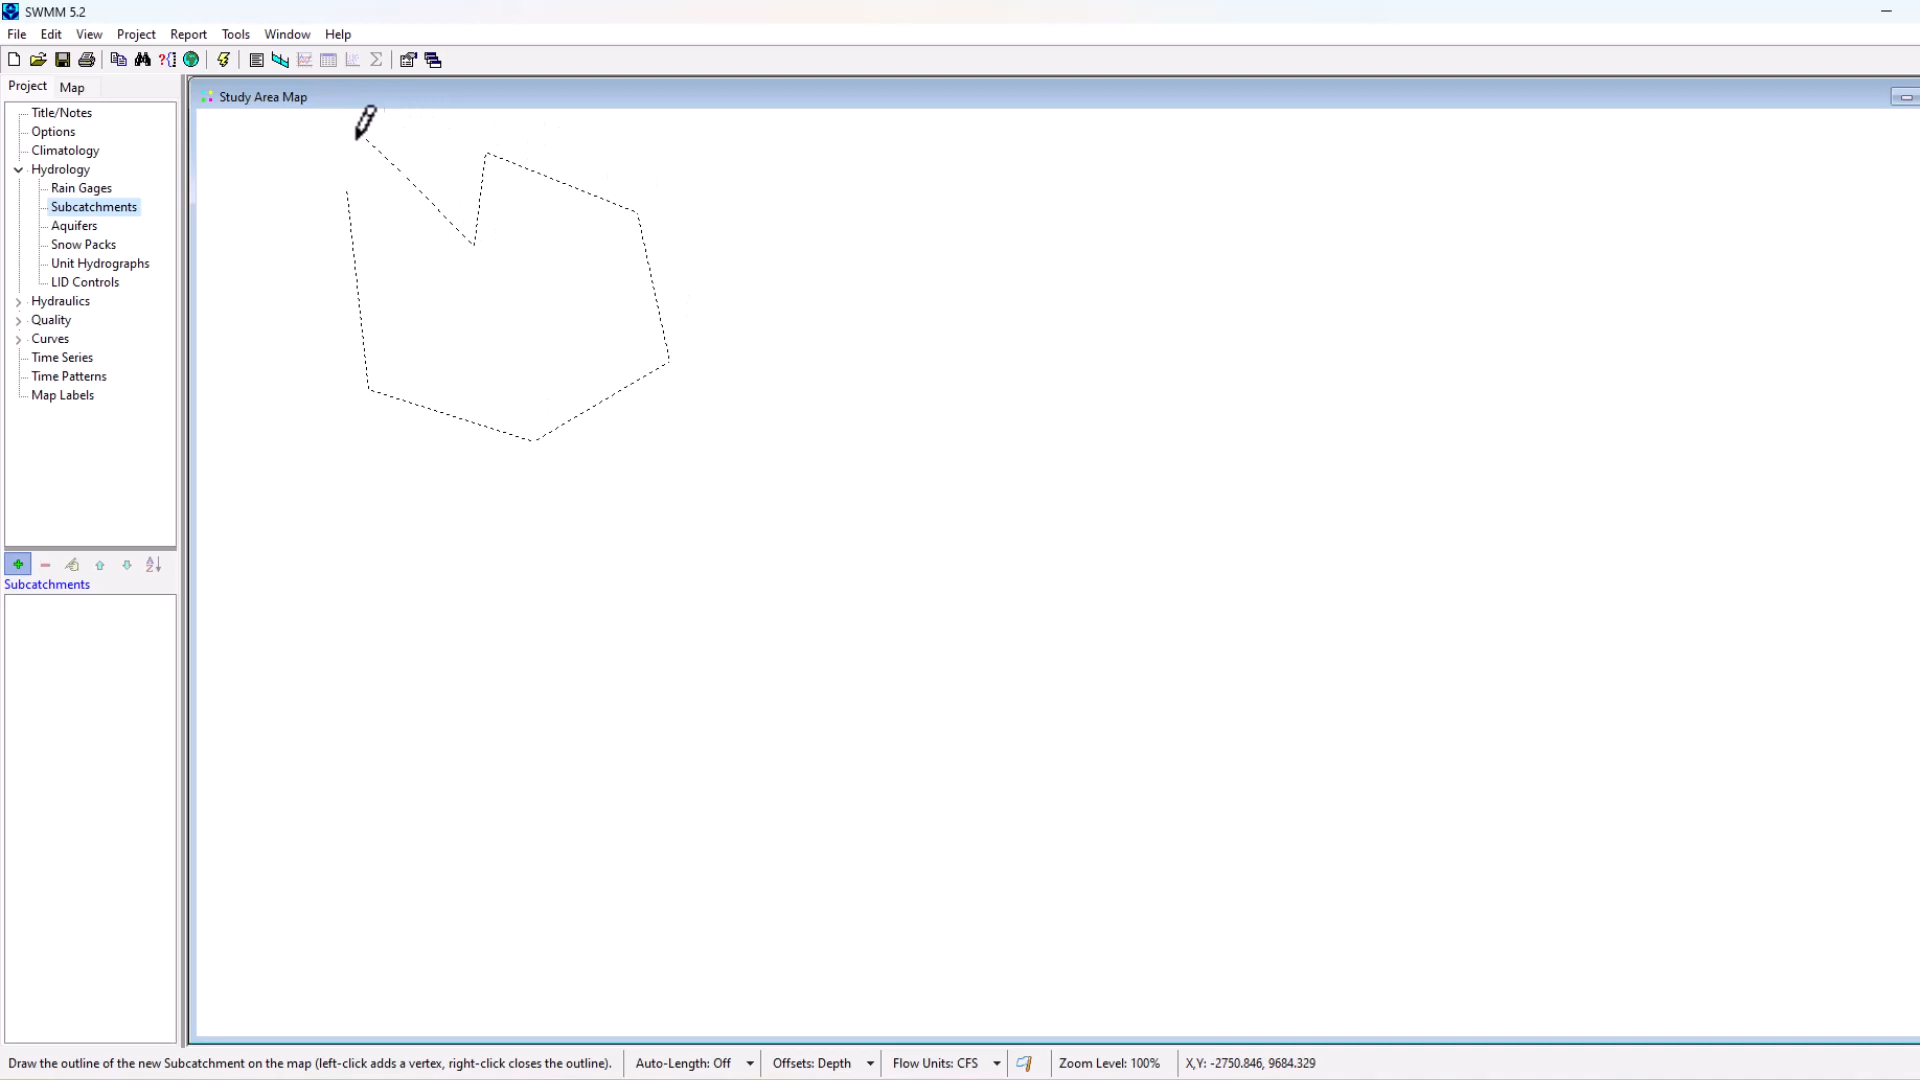 SWMM 5.2
File Edit View Project Report Tools Window Help
Project Map
Study Area Map
Title/Notes
Options
Climatology
Hydrology
Rain Gages
Subcatchments
Aquifers
Snow Packs
Unit Hydrographs
LID Controls
Hydraulics
Quality
Curves
Time Series
Time Patterns
Map Labels
Subcatchments
Draw the outline of the new Subcatchment on the map (left-click adds a vertex, right-click closes the outline). Auto-Length: Off Offsets: Depth Flow Units: CFS Zoom Level: 100% X,Y: -2750.846, 9684.329